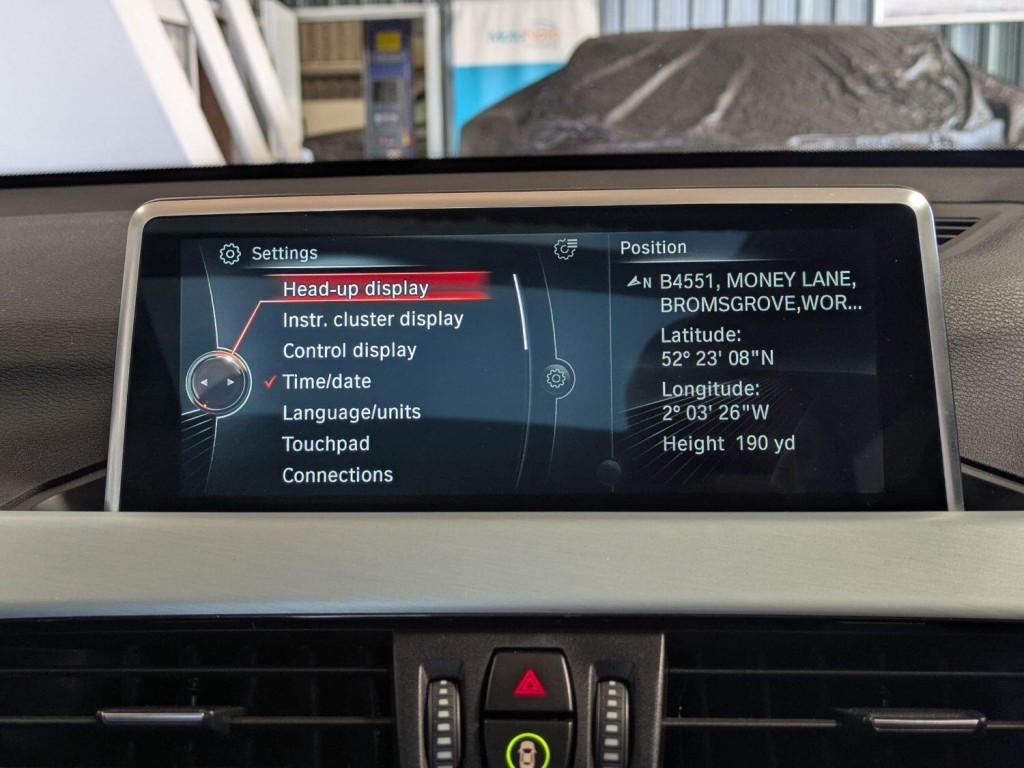 Settings
Head-up display
Instr. cluster display
Control display
Time/date
Language/units
Touchpad
Connections
Position
N B4551, MONEY LANE,
BROMSGROVE,WOR...
Latitude:
52° 23' 08"N
Longitude:
2° 03' 26"W
Height 190 yd